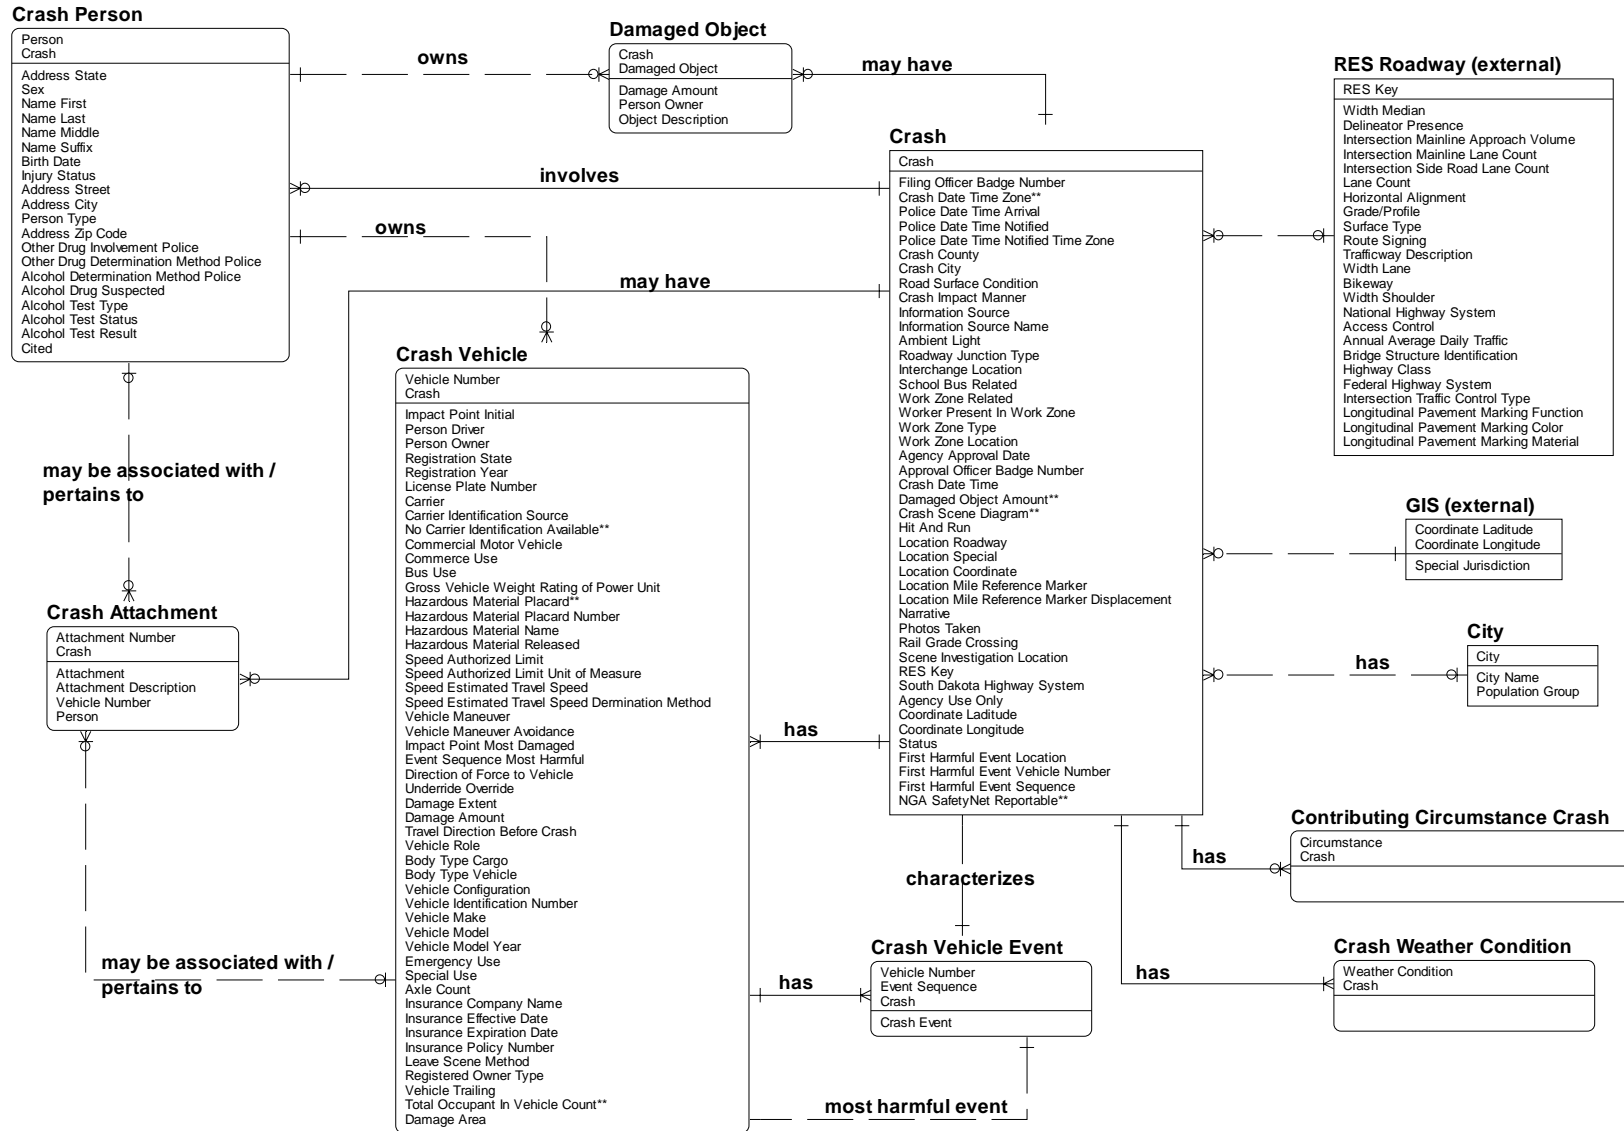 Crash Person
Person
Crash
Address State
Sex
Name First
Name Last
Name Middle
Name Suffix
Birth Date
Injury Status
Address Street
Address City
Person Type
Address Zip Code
Other Drug Involvement Police
Other Drug Determination Method Police
Alcohol Determination Method Police
Alcohol Drug Suspected
Alcohol Test Type
Alcohol Test Status
Alcohol Test Result
Cited
owns
Damaged Object
Crash
Damaged Object
Damage Amount
Person Owner
Object Description
may have
involves
owns
may have
RES Roadway (external)
RES Key
Width Median
Delineator Presence
Intersection Mainline Approach Volume
Intersection Mainline Lane Count
Intersection Side Road Lane Count
Lane Count
Horizontal Alignment
Grade/Profile
Surface Type
Route Signing
Trafficway Description
Width Lane
Bikeway
Width Shoulder
National Highway System
Access Control
Annual Average Daily Traffic
Bridge Structure Identification
Highway Class
Federal Highway System
Intersection Traffic Control Type
Longitudinal Pavement Marking Function
Longitudinal Pavement Marking Color
Longitudinal Pavement Marking Material
Crash
Crash
Filing Officer Badge Number
Crash Date Time Zone**
Police Date Time Arrival
Police Date Time Notified
Police Date Time Notified Time Zone
Crash County
Crash City
Road Surface Condition
Crash Impact Manner
Information Source
Information Source Name
Ambient Light
Roadway Junction Type
Interchange Location
School Bus Related
Work Zone Related
Worker Present In Work Zone
Work Zone Type
Work Zone Location
Agency Approval Date
Approval Officer Badge Number
Crash Date Time
Damaged Object Amount**
Crash Scene Diagram**
Hit And Run
Location Roadway
Location Special
Location Coordinate
Location Mile Reference Marker
Location Mile Reference Marker Displacement
Narrative
Photos Taken
Rail Grade Crossing
Scene Investigation Location
RES Key
South Dakota Highway System
Agency Use Only
Coordinate Laditude
Coordinate Longitude
Status
First Harmful Event Location
First Harmful Event Vehicle Number
First Harmful Event Sequence
NGA SafetyNet Reportable**
Crash Vehicle
Vehicle Number
Crash
Impact Point Initial
Person Driver
Person Owner
Registration State
Registration Year
License Plate Number
Carrier
Carrier Identification Source
No Carrier Identification Available**
Commercial Motor Vehicle
Commerce Use
Bus Use
Gross Vehicle Weight Rating of Power Unit
Hazardous Material Placard**
Hazardous Material Placard Number
Hazardous Material Name
Hazardous Material Released
Speed Authorized Limit
Speed Authorized Limit Unit of Measure
Speed Estimated Travel Speed
Speed Estimated Travel Speed Dermination Method
Vehicle Maneuver
Vehicle Maneuver Avoidance
Impact Point Most Damaged
Event Sequence Most Harmful
Direction of Force to Vehicle
Underride Override
Damage Extent
Damage Amount
Travel Direction Before Crash
Vehicle Role
Body Type Cargo
Body Type Vehicle
Vehicle Configuration
Vehicle Identification Number
Vehicle Make
Vehicle Model
Vehicle Model Year
Emergency Use
Special Use
Axle Count
Insurance Company Name
Insurance Effective Date
Insurance Expiration Date
Insurance Policy Number
Leave Scene Method
Registered Owner Type
Vehicle Trailing
Total Occupant In Vehicle Count**
Damage Area
may be associated with /
pertains to
Crash Attachment
Attachment Number
Crash
Attachment
Attachment Description
Vehicle Number
Person
may be associated with /
pertains to
GIS (external)
Coordinate Laditude
Coordinate Longitude
Special Jurisdiction
City
City
City Name
Population Group
has
has
Contributing Circumstance Crash
Circumstance
Crash
has
characterizes
Crash Weather Condition
Weather Condition
Crash
has
Crash Vehicle Event
Vehicle Number
Event Sequence
Crash
Crash Event
has
most harmful event